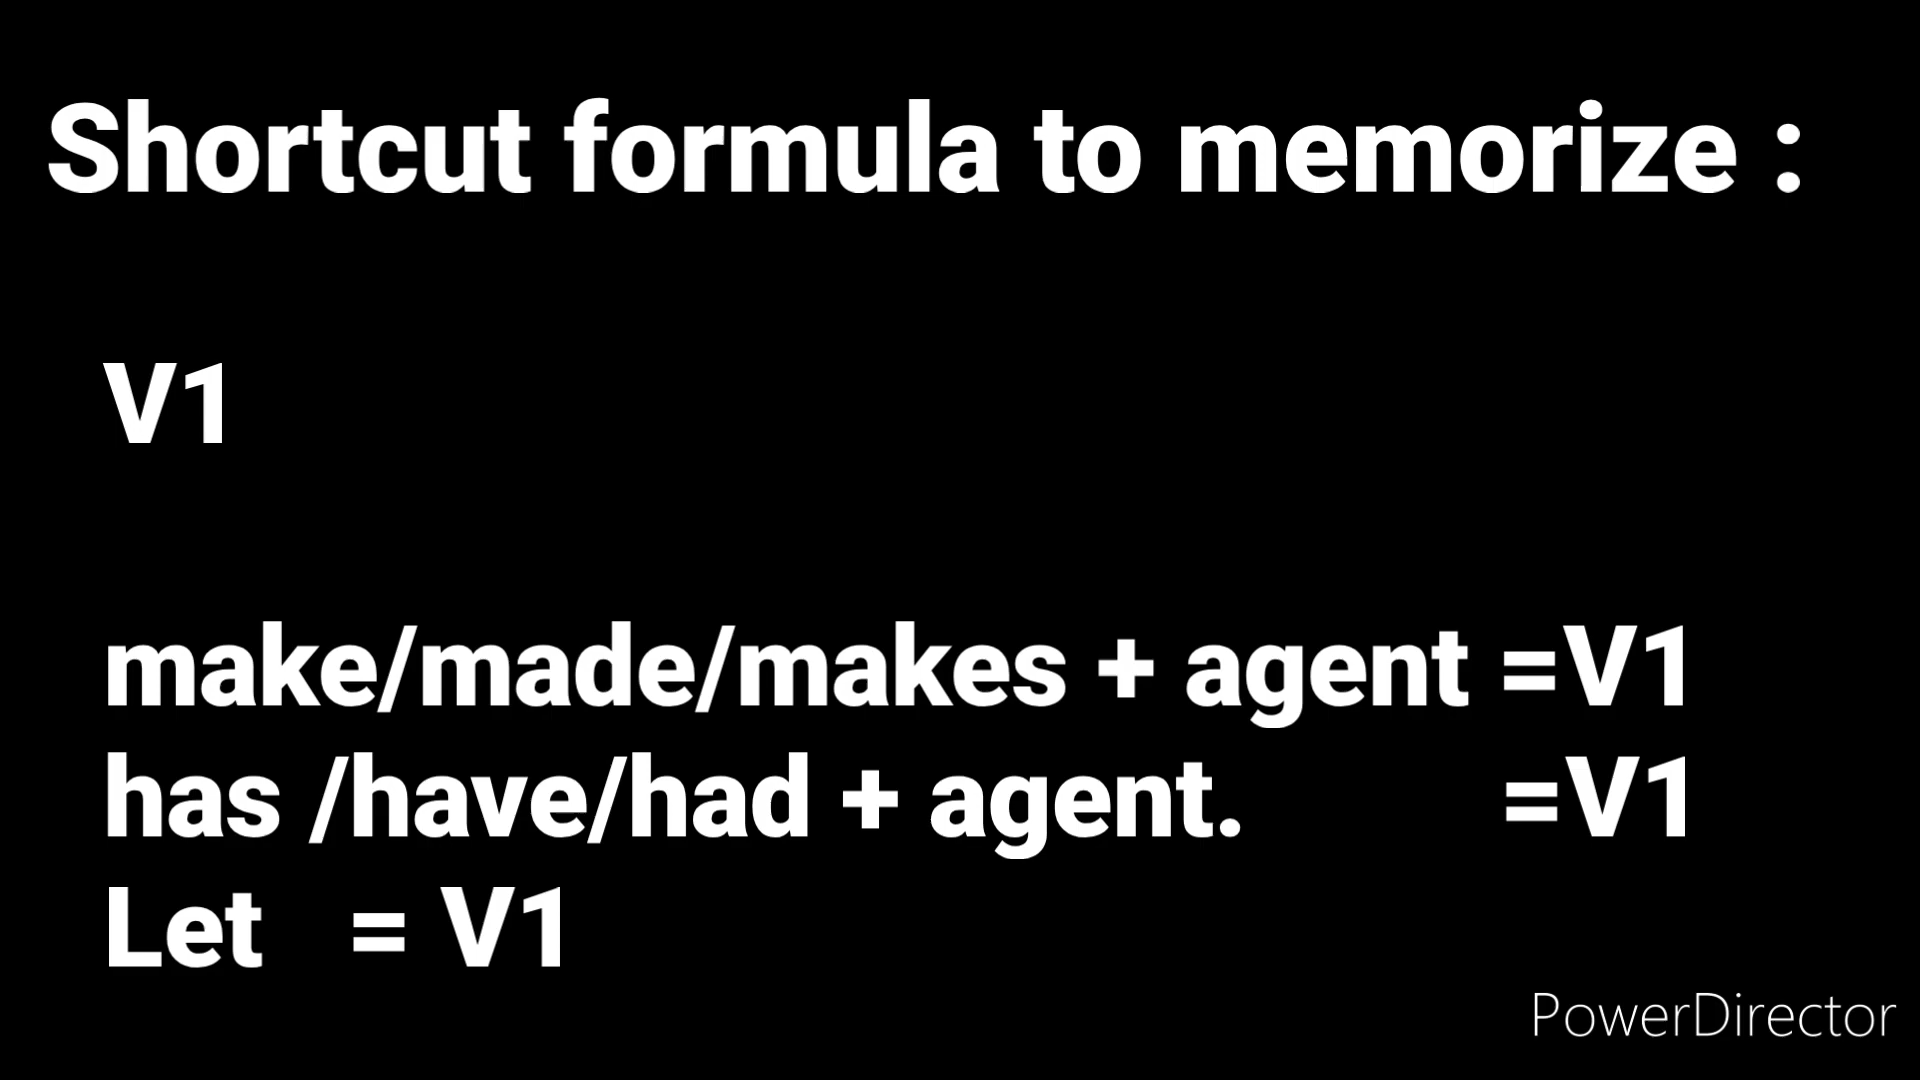 Shortcut formula to memorize :
V1
make/made/makes + agent =V1
has /have/had + agent. =V1
Let = V1
PowerDirector